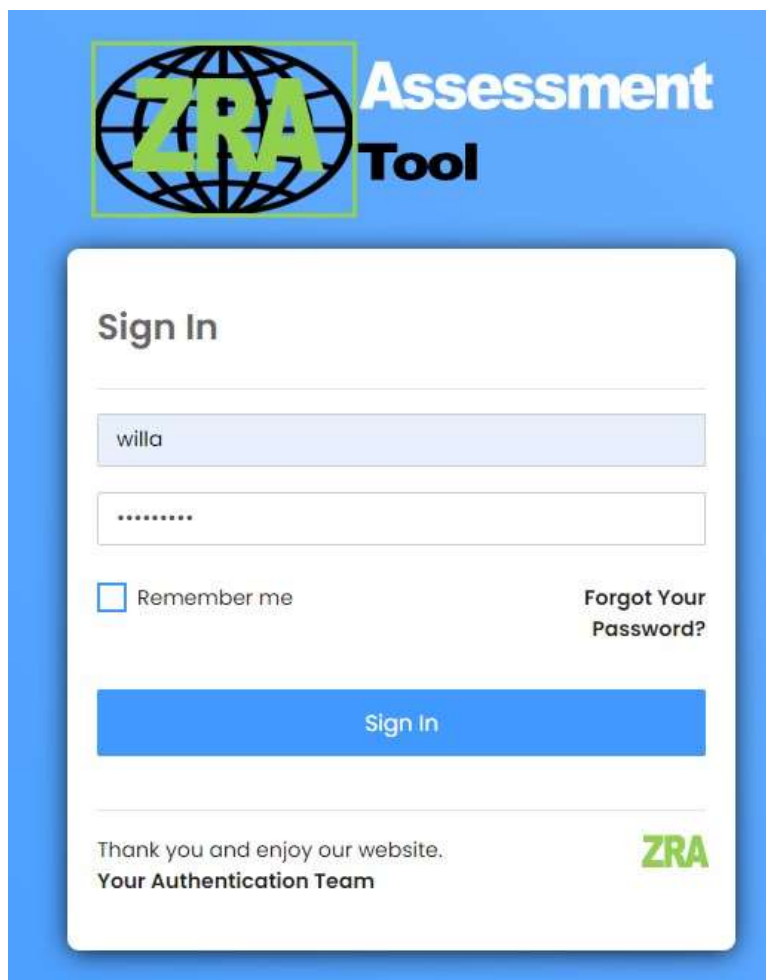 ZRA Assessment
Tool
Sign In
willa
•••••••••
Remember me
Forgot Your
Password?
Sign In
Thank you and enjoy our website.
Your Authentication Team
ZRA